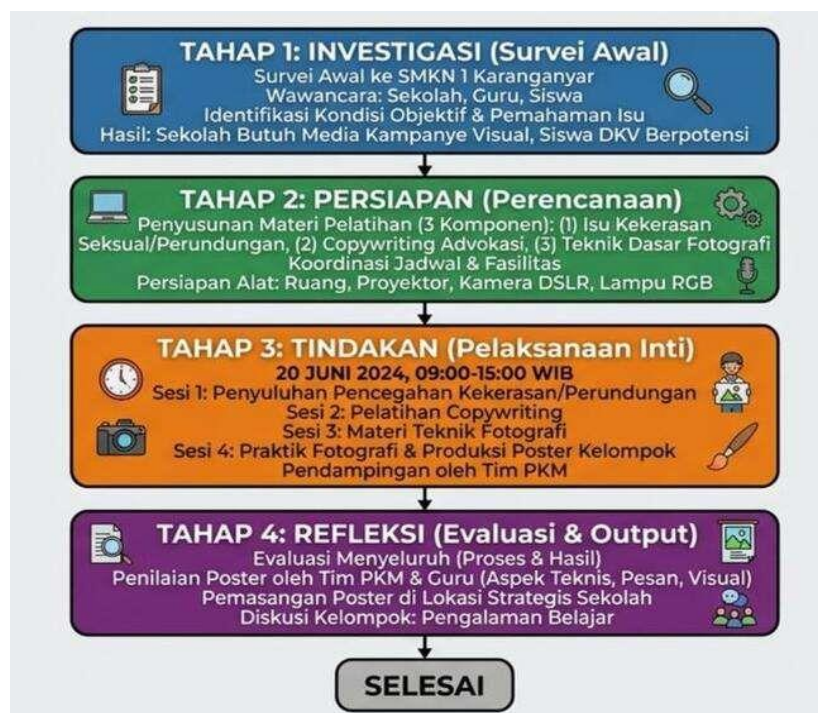 TAHAP 1: INVESTIGASI (Survei Awal)
Survei Awal ke SMKN 1 Karanganyar
Wawancara: Sekolah, Guru, Siswa
Identifikasi Kondisi Objektif & Pemahaman Isu
Hasil: Sekolah Butuh Media Kampanye Visual, Siswa DKV Berpotensi
TAHAP 2: PERSIAPAN (Perencanaan)
Penyusunan Materi Pelatihan (3 Komponen): (1) Isu Kekerasan
Seksual/Perundungan, (2) Copywriting Advokasi, (3) Teknik Dasar Fotografi
Koordinasi Jadwal & Fasilitas
Persiapan Alat: Ruang, Proyektor, Kamera DSLR, Lampu RGB
TAHAP 3: TINDAKAN (Pelaksanaan Inti)
20 JUNI 2024, 09:00-15:00 WIB
Sesi 1: Penyuluhan Pencegahan Kekerasan/Perundungan
Sesi 2: Pelatihan Copywriting
Sesi 3: Materi Teknik Fotografi
Sesi 4: Praktik Fotografi & Produksi Poster Kelompok
Pendampingan oleh Tim PKM
TAHAP 4: REFLEKSI (Evaluasi & Output)
Evaluasi Menyeluruh (Proses & Hasil)
Penilaian Poster oleh Tim PKM & Guru (Aspek Teknis, Pesan, Visual)
Pemasangan Poster di Lokasi Strategis Sekolah
Diskusi Kelompok: Pengalaman Belajar
SELESAI